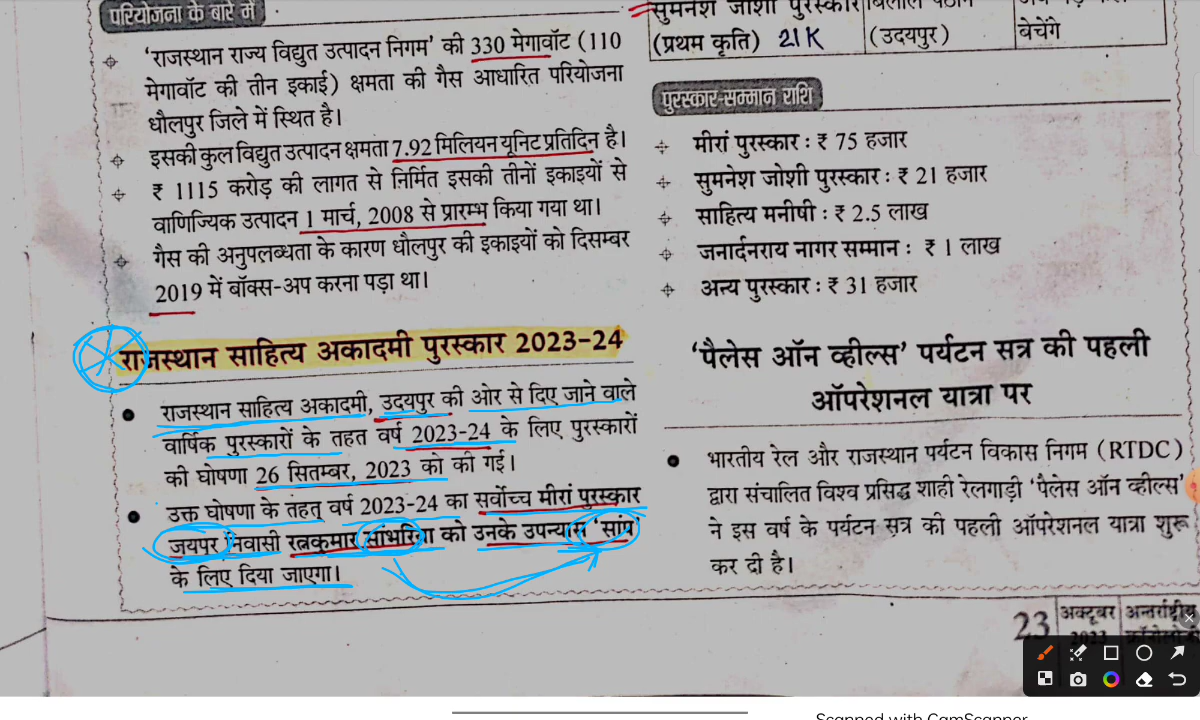 परियोजना के बारे में
‘राजस्थान राज्य विद्युत उत्पादन निगम’ की 330 मेगावॉट (110
मेगावॉट की तीन इकाई) क्षमता की गैस आधारित परियोजना
धौलपुर जिले में स्थित है।
इसकी कुल विद्युत उत्पादन क्षमता 7.92 मिलियन यूनिट प्रतिदिन है।
₹ 1115 करोड़ की लागत से निर्मित इसकी तीनों इकाइयों से
वाणिज्यिक उत्पादन 1 मार्च, 2008 से प्रारम्भ किया गया था।
गैस की अनुपलब्धता के कारण धौलपुर की इकाइयों को दिसम्बर
2019 में बॉक्स-अप करना पड़ा था।
राजस्थान साहित्य अकादमी पुरस्कार 2023-24
• राजस्थान साहित्य अकादमी, उदयपुर की ओर से दिए जाने वाले
वार्षिक पुरस्कारों के तहत वर्ष 2023-24 के लिए पुरस्कारों
की घोषणा 26 सितम्बर, 2023 को की गई।
• उक्त घोषणा के तहत् वर्ष 2023-24 का सर्वोच्च मीरां पुरस्कार
जयपुर निवासी रत्नकुमार सांभरिया को उनके उपन्यास ‘सांप’
के लिए दिया जाएगा।
सुमनेश जोशी पुरस्कार
(प्रथम कृति) 21K (उदयपुर) बेचेंगे
पुरस्कार-सम्मान राशि
मीरां पुरस्कार : ₹ 75 हजार
सुमनेश जोशी पुरस्कार : ₹ 21 हजार
साहित्य मनीषी : ₹ 2.5 लाख
जनार्दनराय नागर सम्मान : ₹ 1 लाख
अन्य पुरस्कार : ₹ 31 हजार
‘पैलेस ऑन व्हील्स’ पर्यटन सत्र की पहली
ऑपरेशनल यात्रा पर
• भारतीय रेल और राजस्थान पर्यटन विकास निगम (RTDC)
द्वारा संचालित विश्व प्रसिद्ध शाही रेलगाड़ी ‘पैलेस ऑन व्हील्स’
ने इस वर्ष के पर्यटन सत्र की पहली ऑपरेशनल यात्रा शुरू
कर दी है।
23 अक्टूबर अन्तर्राष्ट्रीय
2023
Scanned with CamScanner